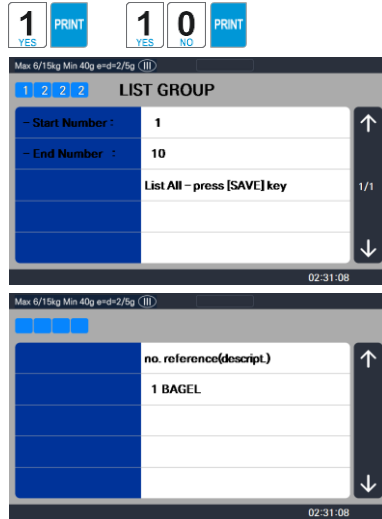 1 YES PRINT 1 YES 0 NO PRINT
Max 6/15kg Min 40g e=d=2/5g III
1 2 2 2 LIST GROUP
- Start Number : 1
- End Number : 10
List All - press [SAVE] key
1/1
02:31:08
Max 6/15kg Min 40g e=d=2/5g III
no. reference(descript.)
1 BAGEL
02:31:08